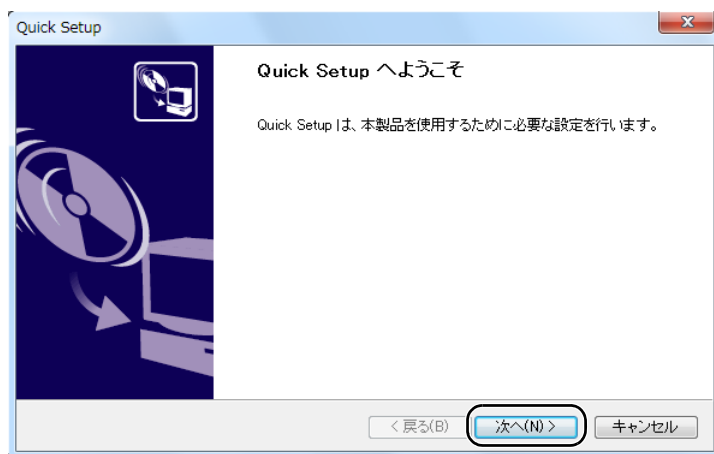 Quick Setup
Quick Setup へようこそ
Quick Setup は、本製品を使用するために必要な設定を行います。
< 戻る(B)
次へ(N) >
キャンセル